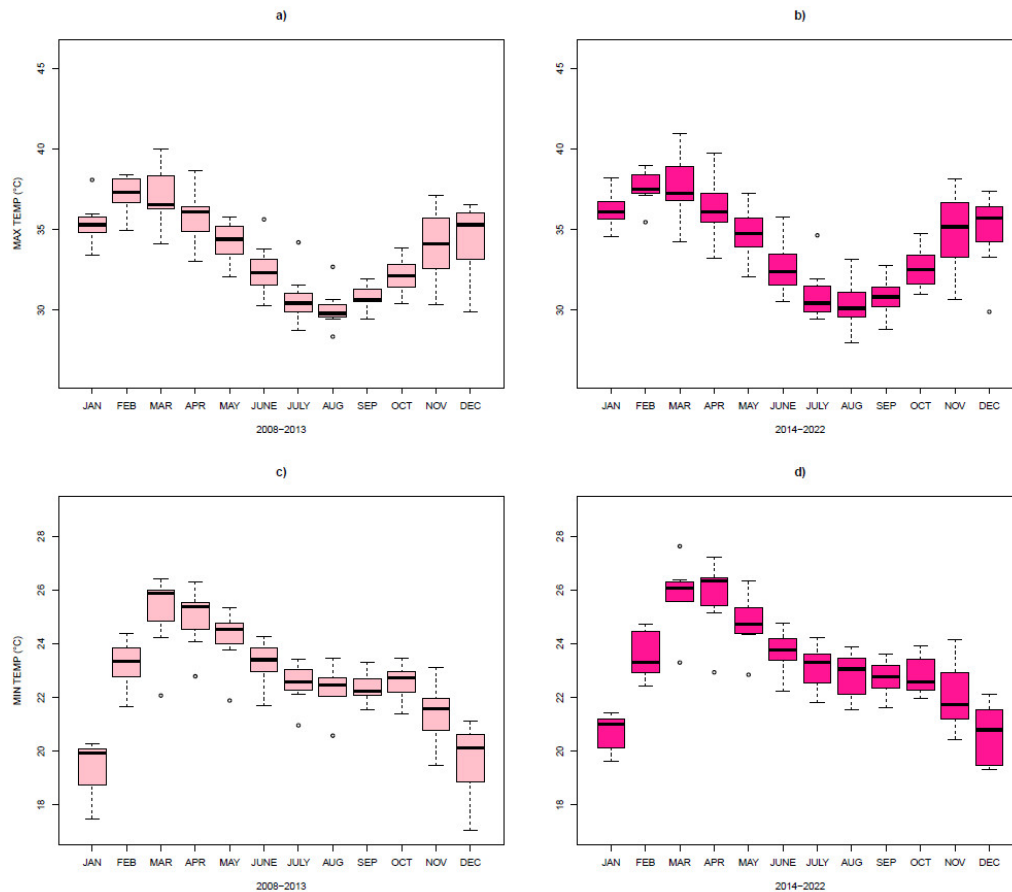 a)
MAX TEMP (°C)
45
40
35
30
JAN FEB MAR APR MAY JUNE JULY AUG SEP OCT NOV DEC
2008−2013
b)
45
40
35
30
JAN FEB MAR APR MAY JUNE JULY AUG SEP OCT NOV DEC
2014−2022
c)
MIN TEMP (°C)
28
26
24
22
20
18
JAN FEB MAR APR MAY JUNE JULY AUG SEP OCT NOV DEC
2008−2013
d)
28
26
24
22
20
18
JAN FEB MAR APR MAY JUNE JULY AUG SEP OCT NOV DEC
2014−2022